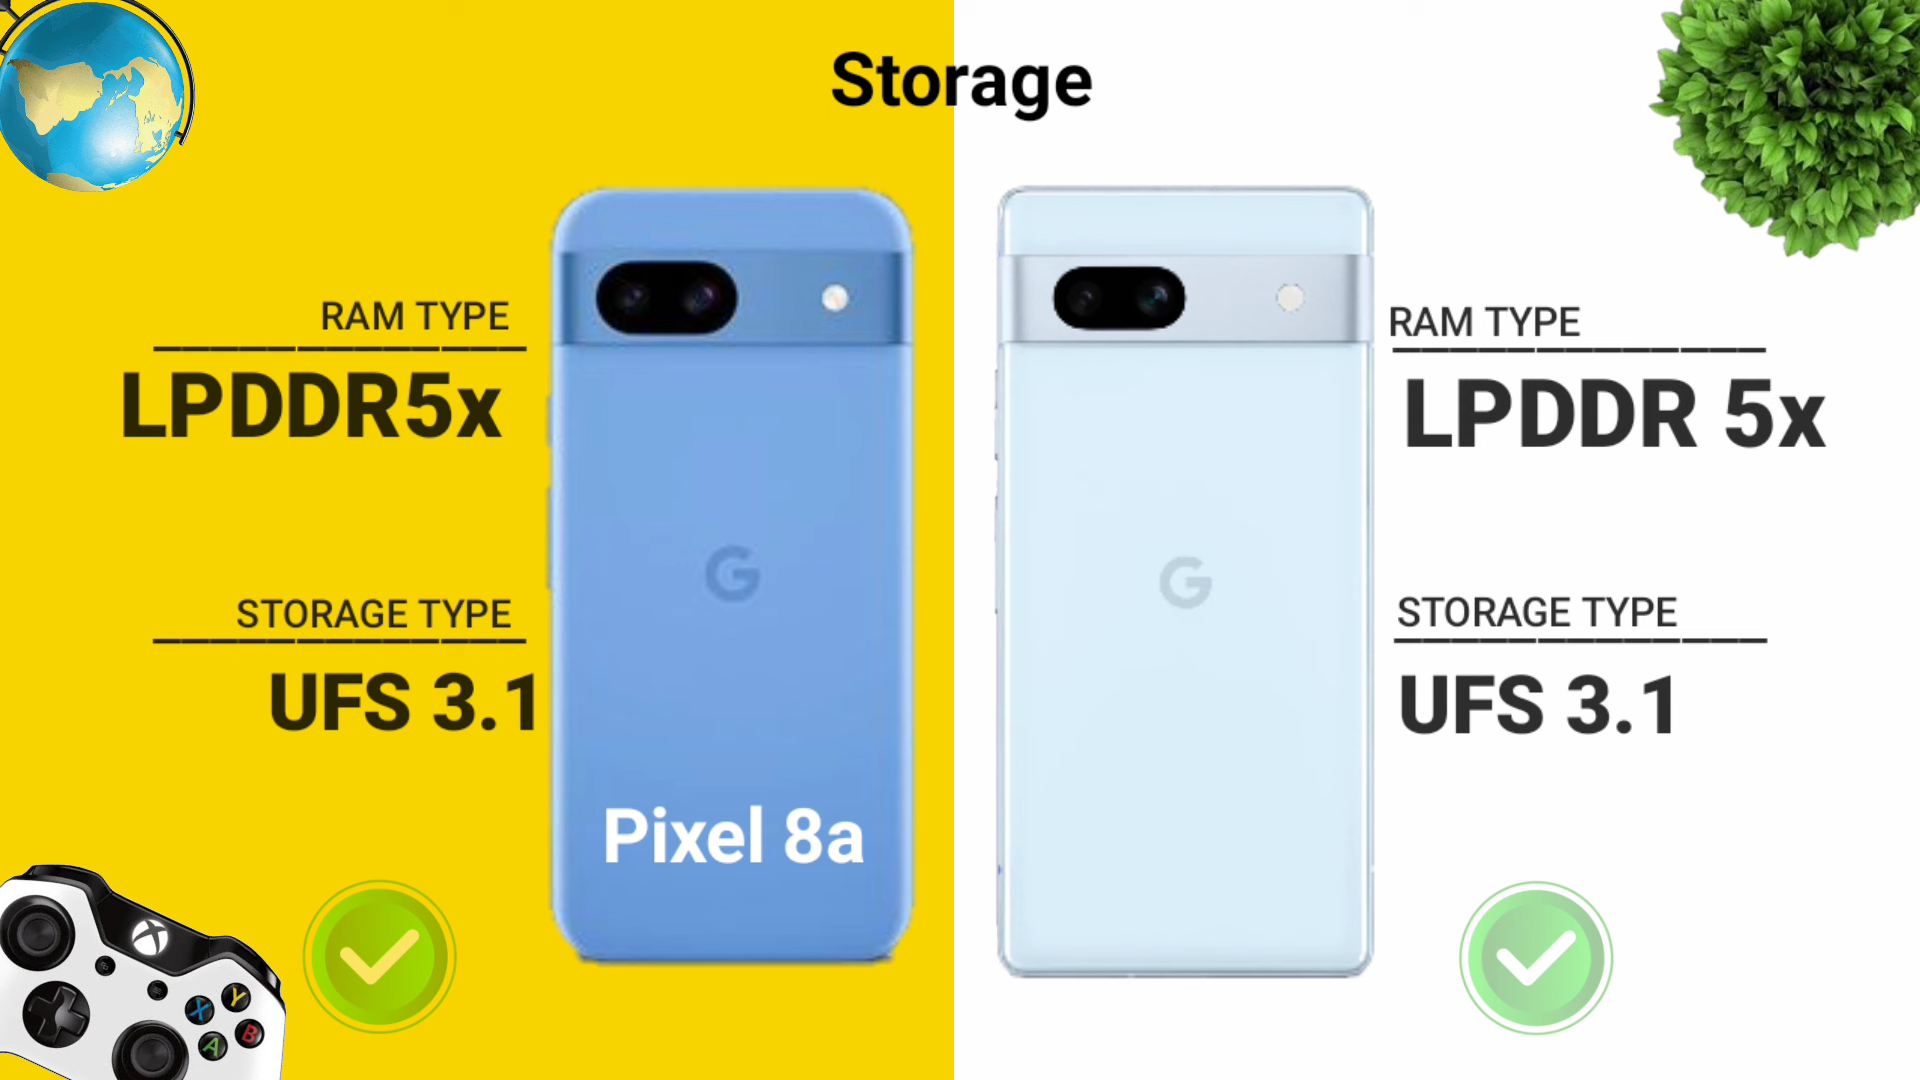 Storage
RAM TYPE
LPDDR5x
STORAGE TYPE
UFS 3.1
G
Pixel 8a
G
RAM TYPE
LPDDR 5x
STORAGE TYPE
UFS 3.1
X
Y
A
B